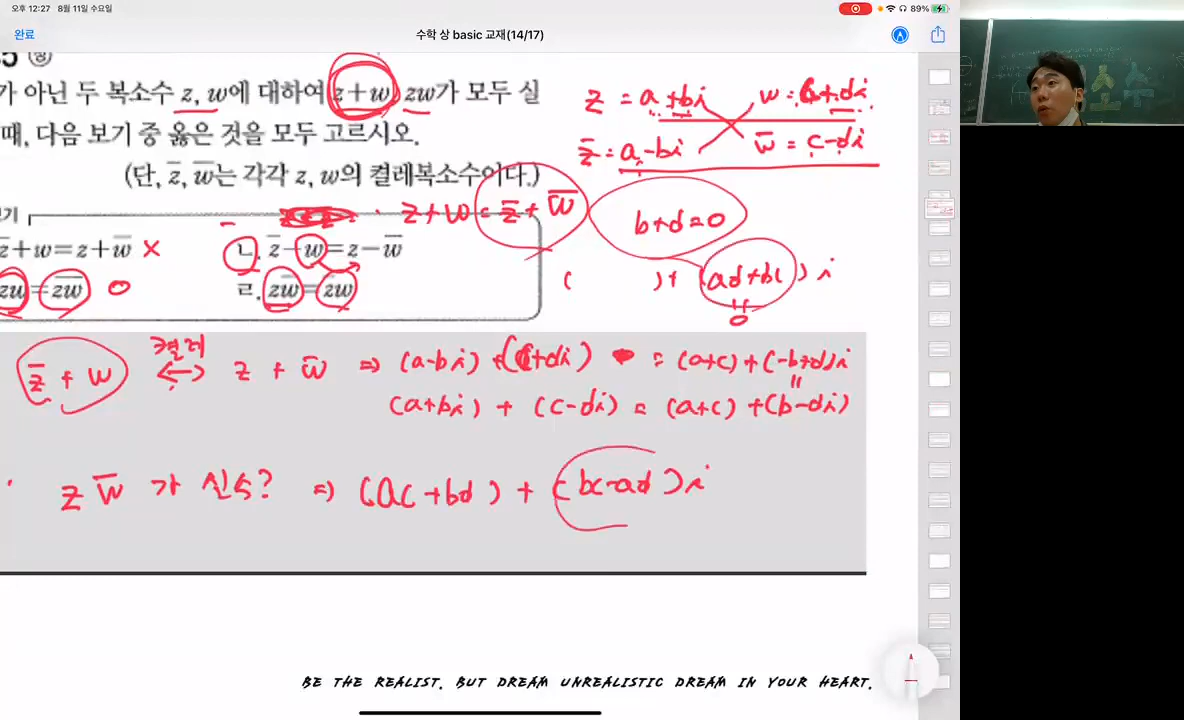 오후 12:27 8월 11일 수요일 89%
완료 수학 상 basic 교재(14/17)
가 아닌 두 복소수 z, w에 대하여 z+w, zw가 모두 실
때, 다음 보기 중 옳은 것을 모두 고르시오.
(단, z̅, w̅는 각각 z, w의 켤레복소수이다.)
z = a+bi w = c+di
z̅ = a-bi w̅ = c-di
z+w = z̅ + w̅
b+d=0
( ) + (ad+bc) i
0
z̅+w=z+w̅ ×
ㄴ. z̅-w=z-w̅
ㄹ. zw̅=z̅w
z̅ + w 켤레 ↔ z + w̅ ⇒ (a-bi) + (c+di) = (a+c) + (-b+d)i
(a+bi) + (c-di) = (a+c) + (b-di)
z w̅ 가 실수? ⇒ (ac+bd) + (bc-ad) i
BE THE REALIST. BUT DREAM UNREALISTIC DREAM IN YOUR HEART.
소수